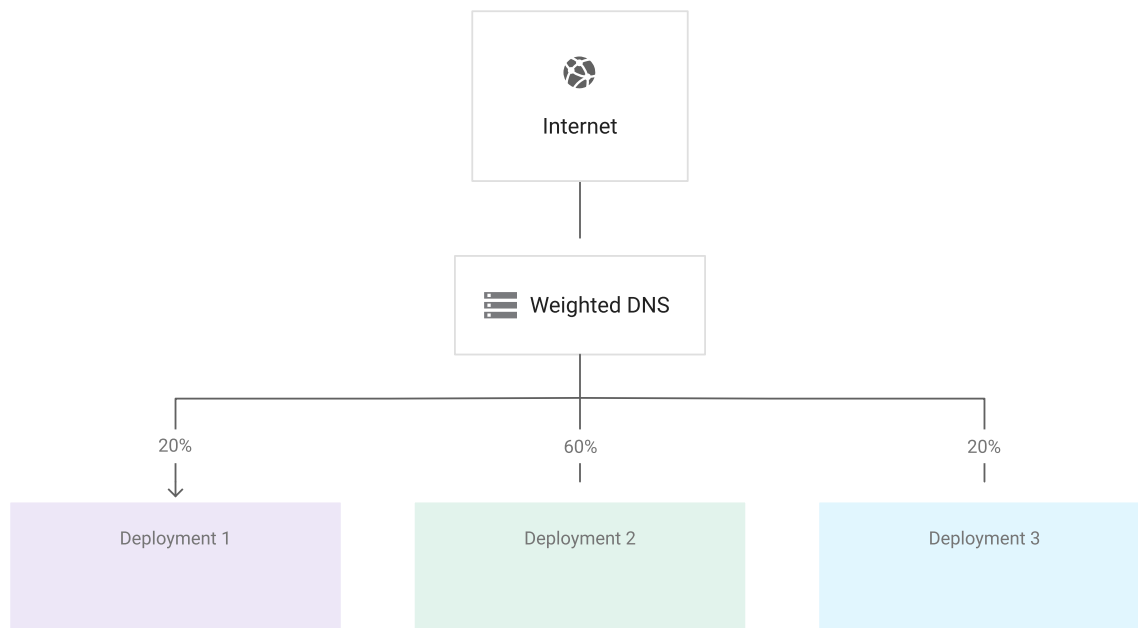 Internet
Weighted DNS
20%
60%
20%
Deployment 1
Deployment 2
Deployment 3